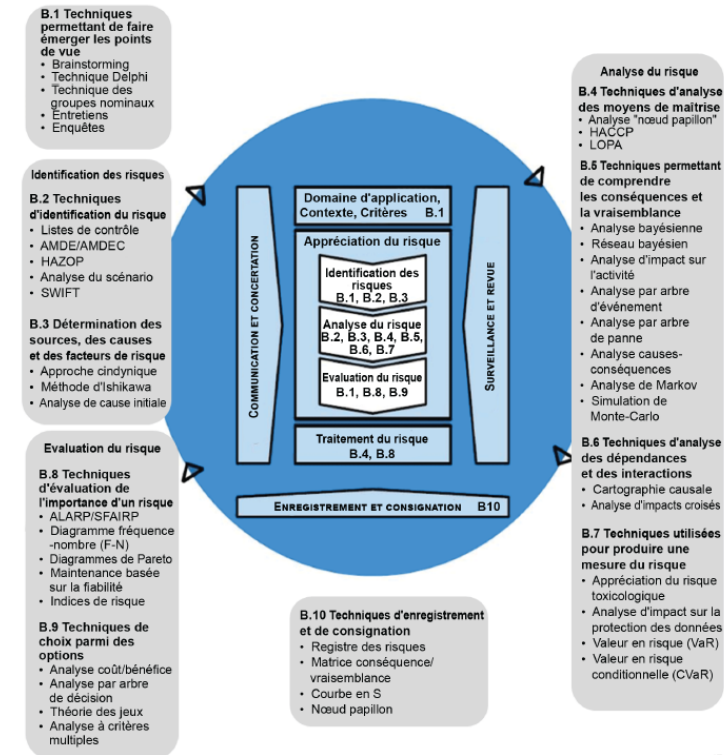 B.1 Techniques
permettant de faire
émerger les points
de vue
• Brainstorming
• Technique Delphi
• Technique des
groupes nominaux
• Entretiens
• Enquêtes
Identification des risques
B.2 Techniques
d'identification du risque
• Listes de contrôle
• AMDE/AMDEC
• HAZOP
• Analyse du scénario
• SWIFT
B.3 Détermination des
sources, des causes
et des facteurs de risque
• Approche cindynique
• Méthode d'Ishikawa
• Analyse de cause initiale
Evaluation du risque
B.8 Techniques
d'évaluation de
l'importance d'un risque
• ALARP/SFAIRP
• Diagramme fréquence
-nombre (F-N)
• Diagrammes de Pareto
• Maintenance basée
sur la fiabilité
• Indices de risque
B.9 Techniques de
choix parmi des
options
• Analyse coût/bénéfice
• Analyse par arbre
de décision
• Théorie des jeux
• Analyse à critères
multiples
COMMUNICATION ET CONCERTATION
Domaine d'application,
Contexte, Critères B.1
Appréciation du risque
Identification des
risques
B.1, B.2, B.3
Analyse du risque
B.2, B.3, B.4, B.5,
B.6, B.7
Evaluation du risque
B.1, B.8, B.9
Traitement du risque
B.4, B.8
SURVEILLANCE ET REVUE
ENREGISTREMENT ET CONSIGNATION B10
B.10 Techniques d'enregistrement
et de consignation
• Registre des risques
• Matrice conséquence/
vraisemblance
• Courbe en S
• Nœud papillon
Analyse du risque
B.4 Techniques d'analyse
des moyens de maîtrise
• Analyse "nœud papillon"
• HACCP
• LOPA
B.5 Techniques permettant
de comprendre
les conséquences et
la vraisemblance
• Analyse bayésienne
• Réseau bayésien
• Analyse d'impact sur
l'activité
• Analyse par arbre
d'événement
• Analyse par arbre
de panne
• Analyse causes-
conséquences
• Analyse de Markov
• Simulation de
Monte-Carlo
B.6 Techniques d'analyse
des dépendances
et des interactions
• Cartographie causale
• Analyse d'impacts croisés
B.7 Techniques utilisées
pour produire une
mesure du risque
• Appréciation du risque
toxicologique
• Analyse d'impact sur la
protection des données
• Valeur en risque (VaR)
• Valeur en risque
conditionnelle (CVaR)